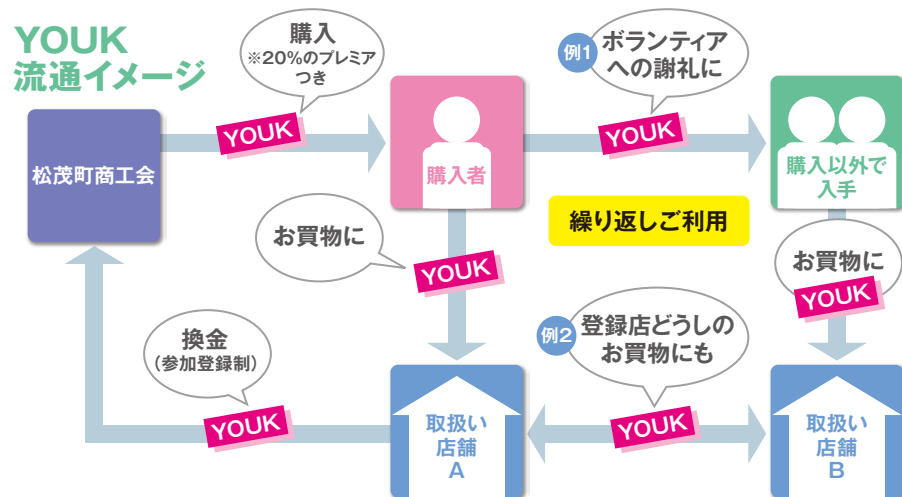 YOUK
流通イメージ
購入
※20%のプレミア
つき
例1
ボランティア
への謝礼に
YOUK
YOUK
松茂町商工会
購入者
購入以外で
入手
繰り返しご利用
お買物に
YOUK
お買物に
YOUK
換金
（参加登録制）
例2
登録店どうしの
お買物にも
YOUK
YOUK
取扱い
店舗
A
取扱い
店舗
B